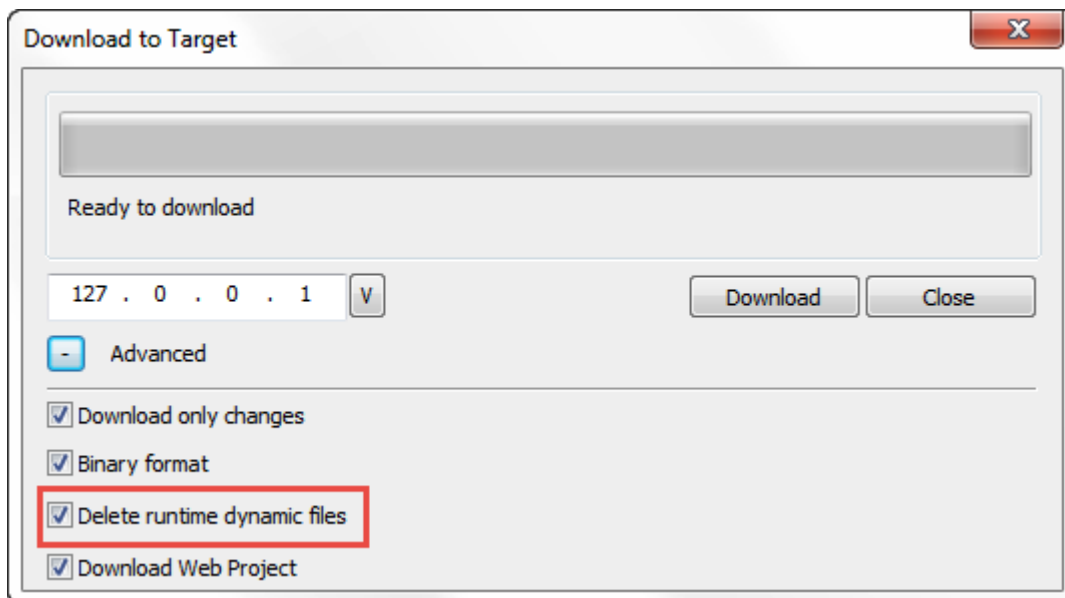 Download to Target
Ready to download
127 . 0 . 0 . 1 V
Download Close
- Advanced
Download only changes
Binary format
Delete runtime dynamic files
Download Web Project